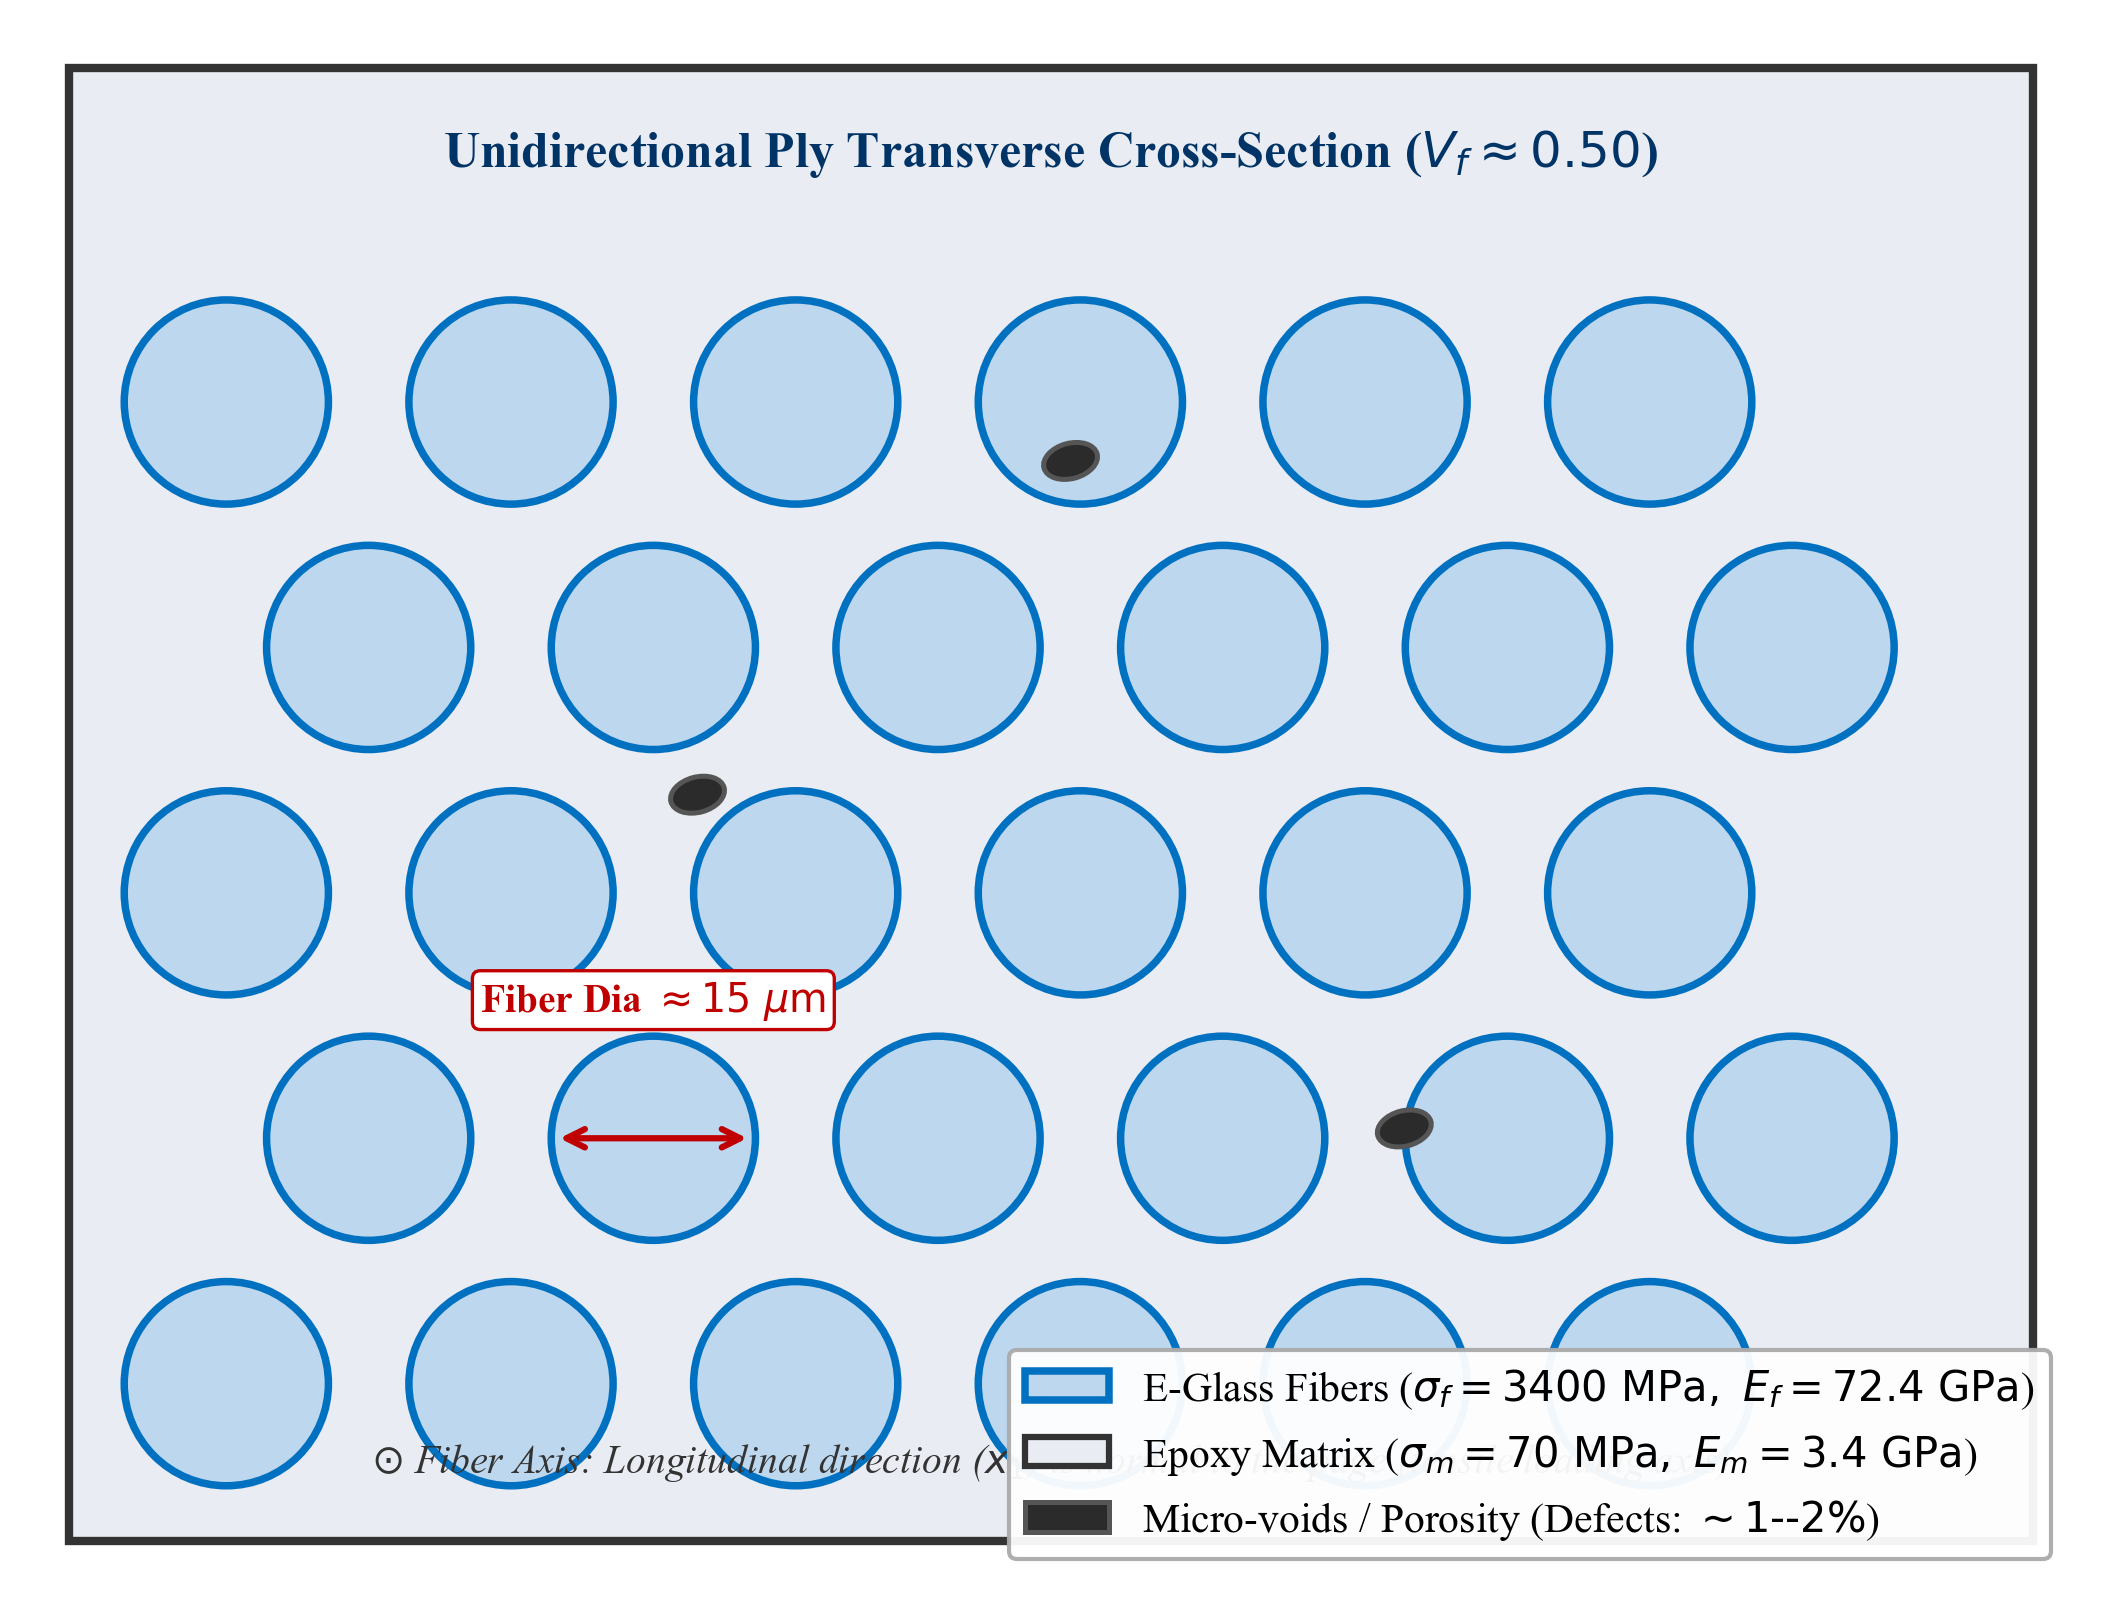 Unidirectional Ply Transverse Cross-Section (V_f ≈ 0.50)
Fiber Dia ≈ 15 μm
E-Glass Fibers (σ_f = 3400 MPa, E_f = 72.4 GPa)
⊙ Fiber Axis: Longitudinal direction (x
Epoxy Matrix (σ_m = 70 MPa, E_m = 3.4 GPa)
Micro-voids / Porosity (Defects: ~ 1--2%)